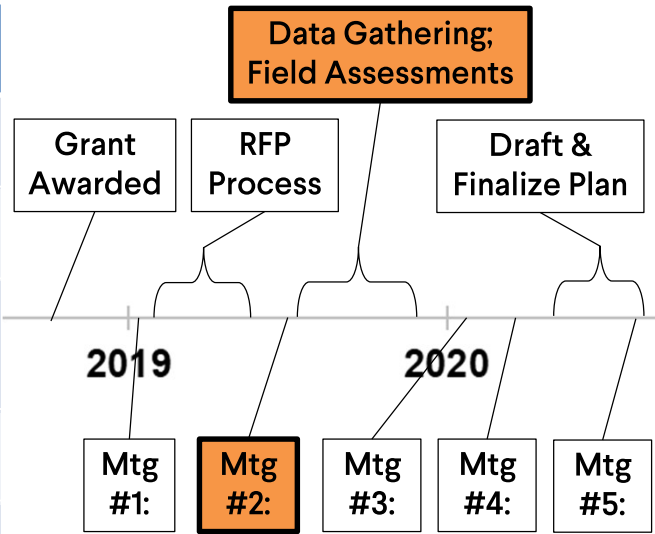 Data Gathering;
Field Assessments
Grant
Awarded
RFP
Process
Draft &
Finalize Plan
2019
2020
Mtg
#1:
Mtg
#2:
Mtg
#3:
Mtg
#4:
Mtg
#5: